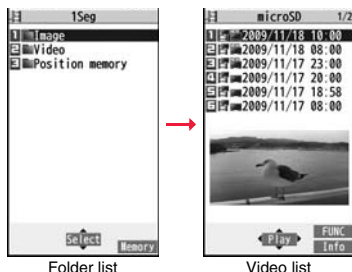 1Seg
1 Image
2 Video
3 Position memory
Select
Memory
Folder list
microSD 1/2
1 2009/11/18 10:00
2 2009/11/18 08:00
3 2009/11/17 23:00
4 2009/11/17 20:00
5 2009/11/17 18:58
6 2009/11/17 08:00
Play
FUNC
Info
Video list